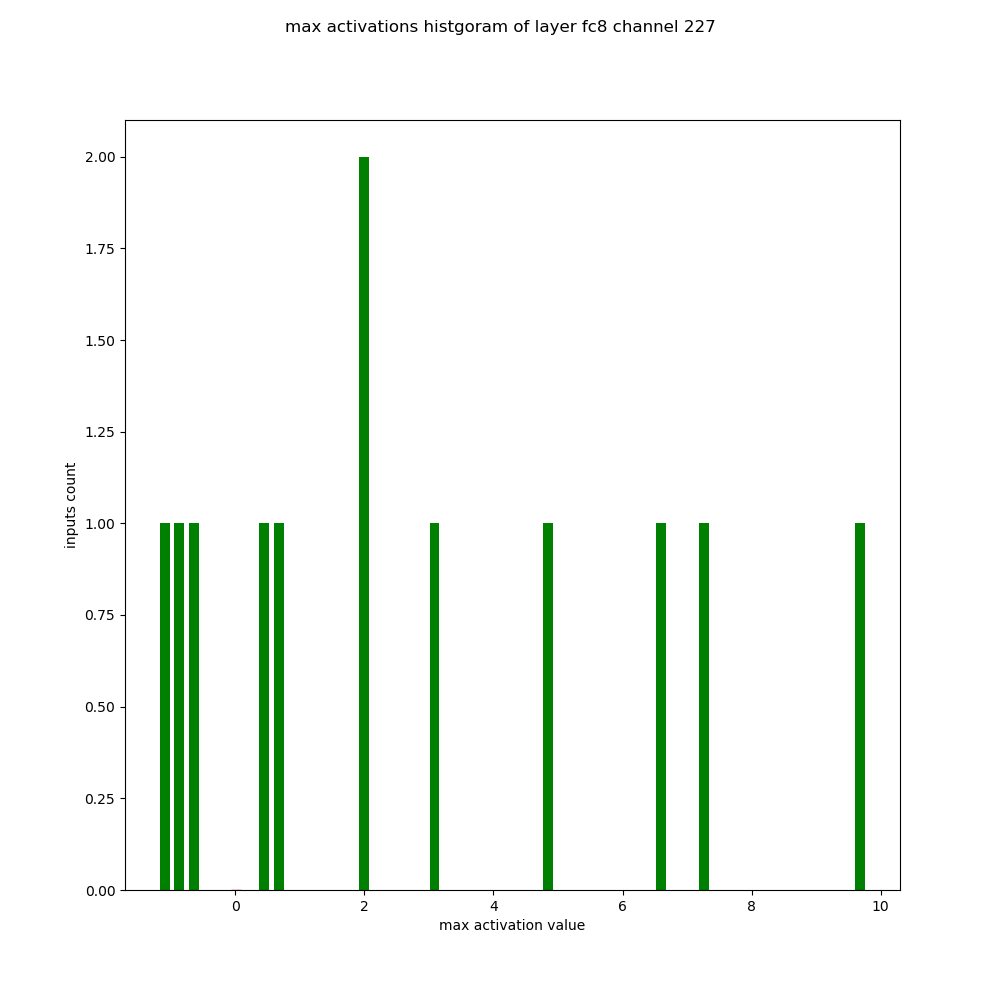 max activations histgoram of layer fc8 channel 227
2.00
1.75
1.50
1.25
1.00
0.75
0.50
0.25
0.00
inputs count
0 2 4 6 8 10
max activation value